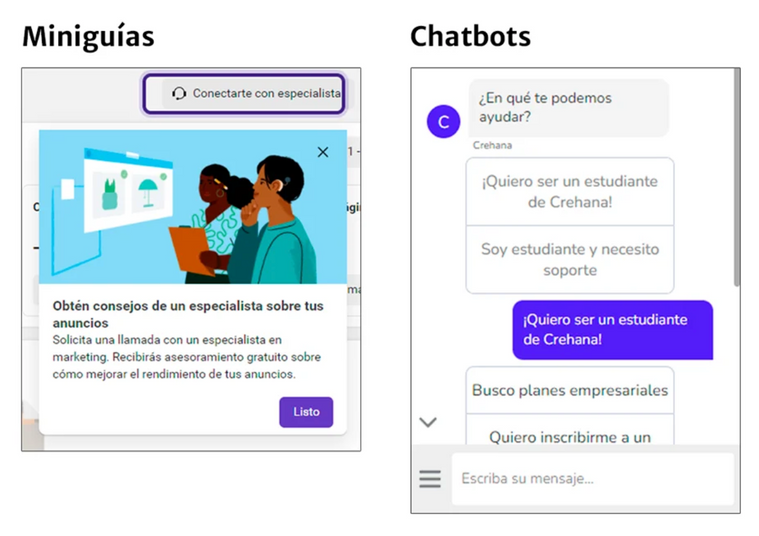 Miniguías
Conectarte con especialista
1 -
Obtén consejos de un especialista sobre tus
anuncios
Solicita una llamada con un especialista en
marketing. Recibirás asesoramiento gratuito sobre
cómo mejorar el rendimiento de tus anuncios.
Listo
Chatbots
¿En qué te podemos
ayudar?
C
Crehana
¡Quiero ser un estudiante
de Crehana!
Soy estudiante y necesito
soporte
¡Quiero ser un estudiante
de Crehana!
Busco planes empresariales
Quiero inscribirme a un
Escriba su mensaje...